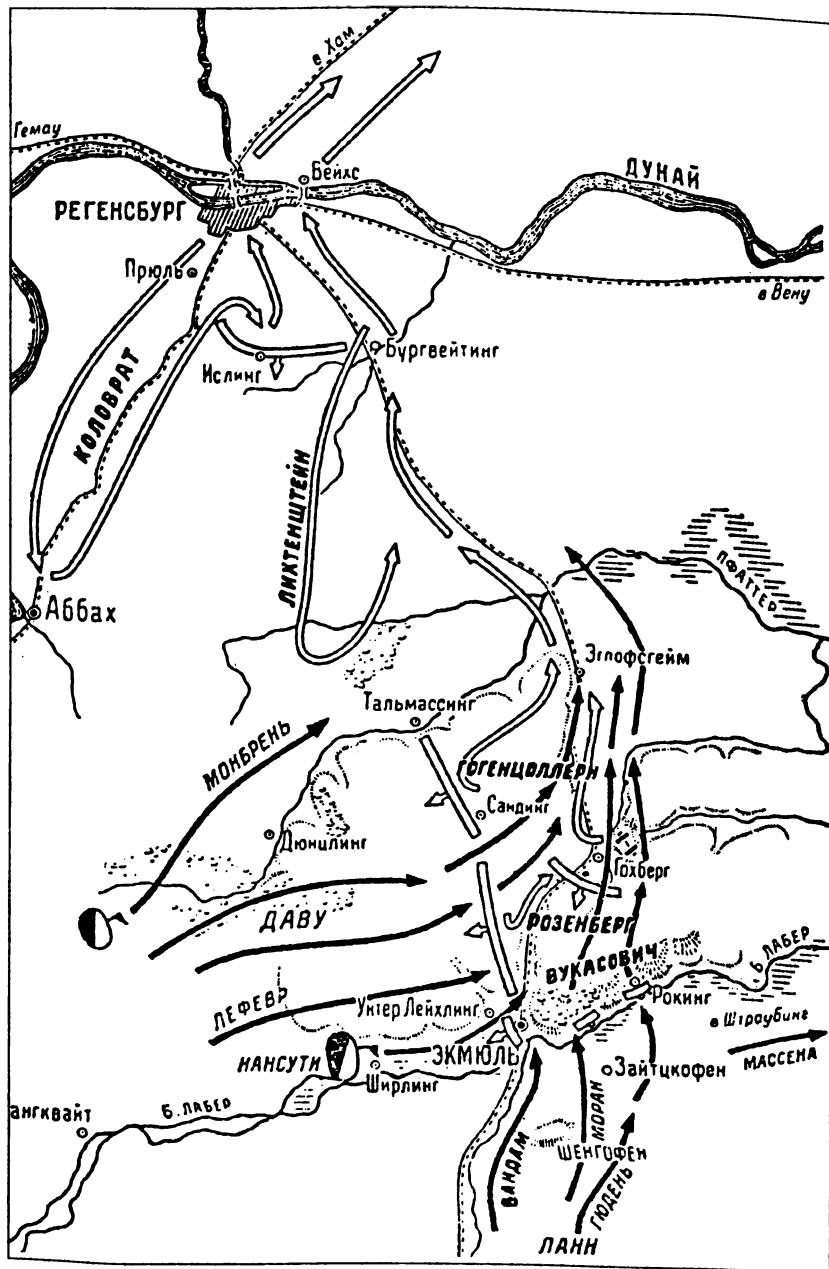 в Хам
Гемау
Бейхс
ДУНАЙ
РЕГЕНСБУРГ
Прюль
в Вену
Бургвейтинг
Ислинг
КОЛОВРАТ
ЛИХТЕНШТЕЙН
ПФАТТЕР
Аббах
Эглофсгейм
Тальмассинг
МОНБРЕНЬ
ГОГЕНЦОЛЛЕРН
Сандинг
Дюнцлинг
Гохберг
ДАВУ
РОЗЕНБЕРГ
ВУКАСОВИЧ
Б. ЛАБЕР
ЛЕФЕВР
Унтер Лейхлинг
Рокинг
в Штраубинг
НАНСУТИ
ЭКМЮЛЬ
Ширлинг
Зайтцкофен
МАССЕНА
Б. ЛАБЕР
ангквайт
МОРАН
ШЕНГОФЕН
ВАНДАМ
ГЮДЕНЬ
ЛАНН